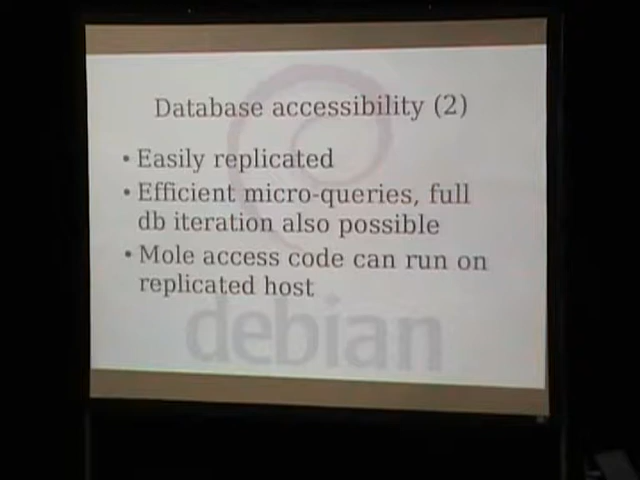 Database accessibility (2)
• Easily replicated
• Efficient micro-queries, full
db iteration also possible
• Mole access code can run on
replicated host
debian